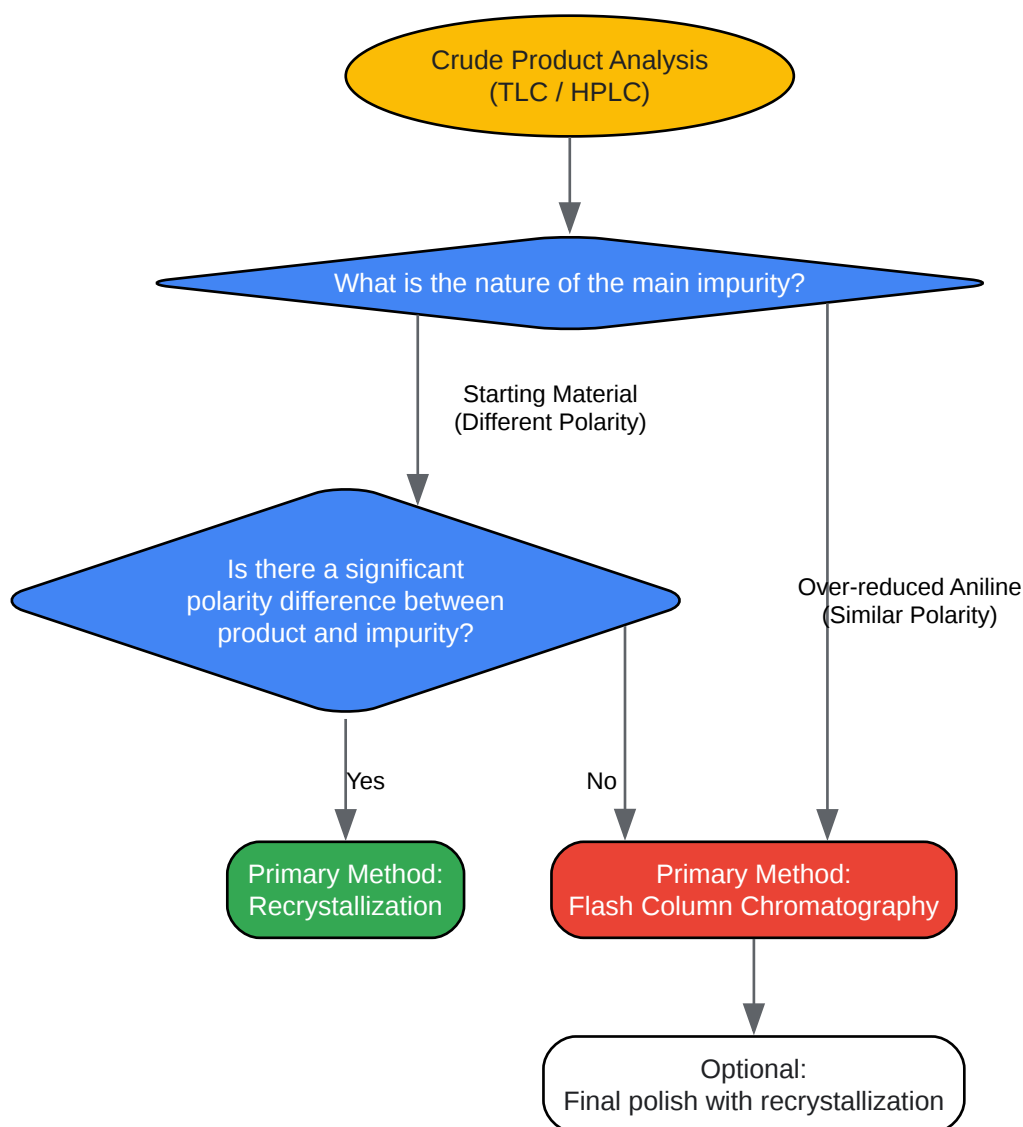 Crude Product Analysis
(TLC / HPLC)
What is the nature of the main impurity?
Starting Material
(Different Polarity)
Is there a significant
polarity difference between
product and impurity?
Over-reduced Aniline
(Similar Polarity)
Yes
No
Primary Method:
Recrystallization
Primary Method:
Flash Column Chromatography
Optional:
Final polish with recrystallization